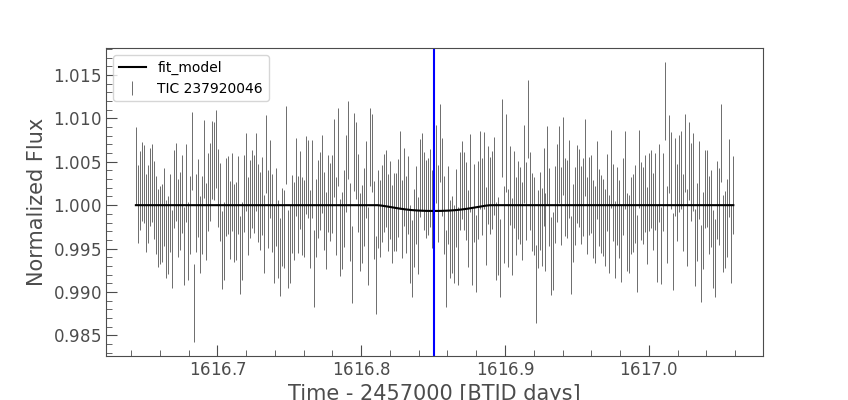 fit_model
TIC 237920046
1.015
1.010
1.005
1.000
0.995
0.990
0.985
Normalized Flux
1616.7 1616.8 1616.9 1617.0
Time - 2457000 [BTJD days]